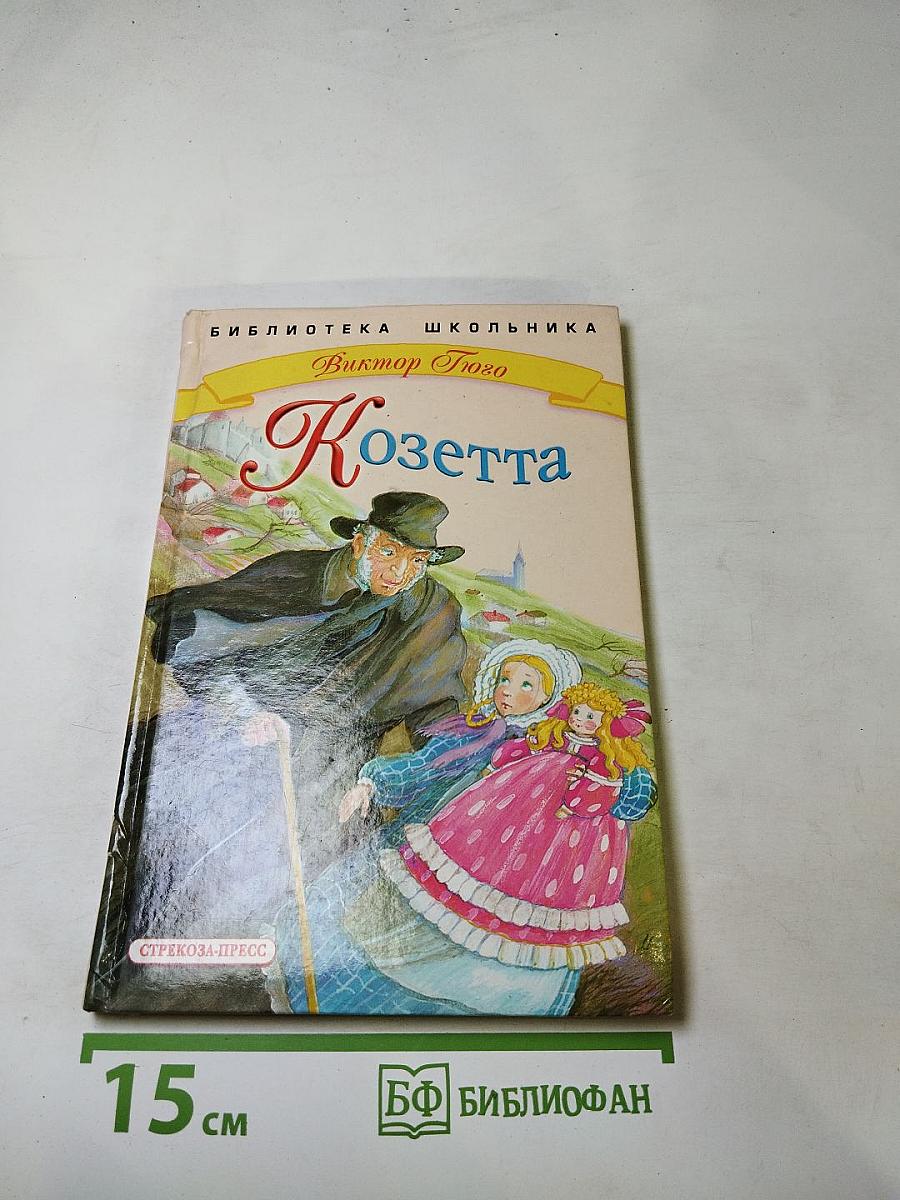 БИБЛИОТЕКА ШКОЛЬНИКА
Виктор Гюго
Козетта
СТРЕКОЗА-ПРЕСС
15 см
БФ БИБЛИОФАН